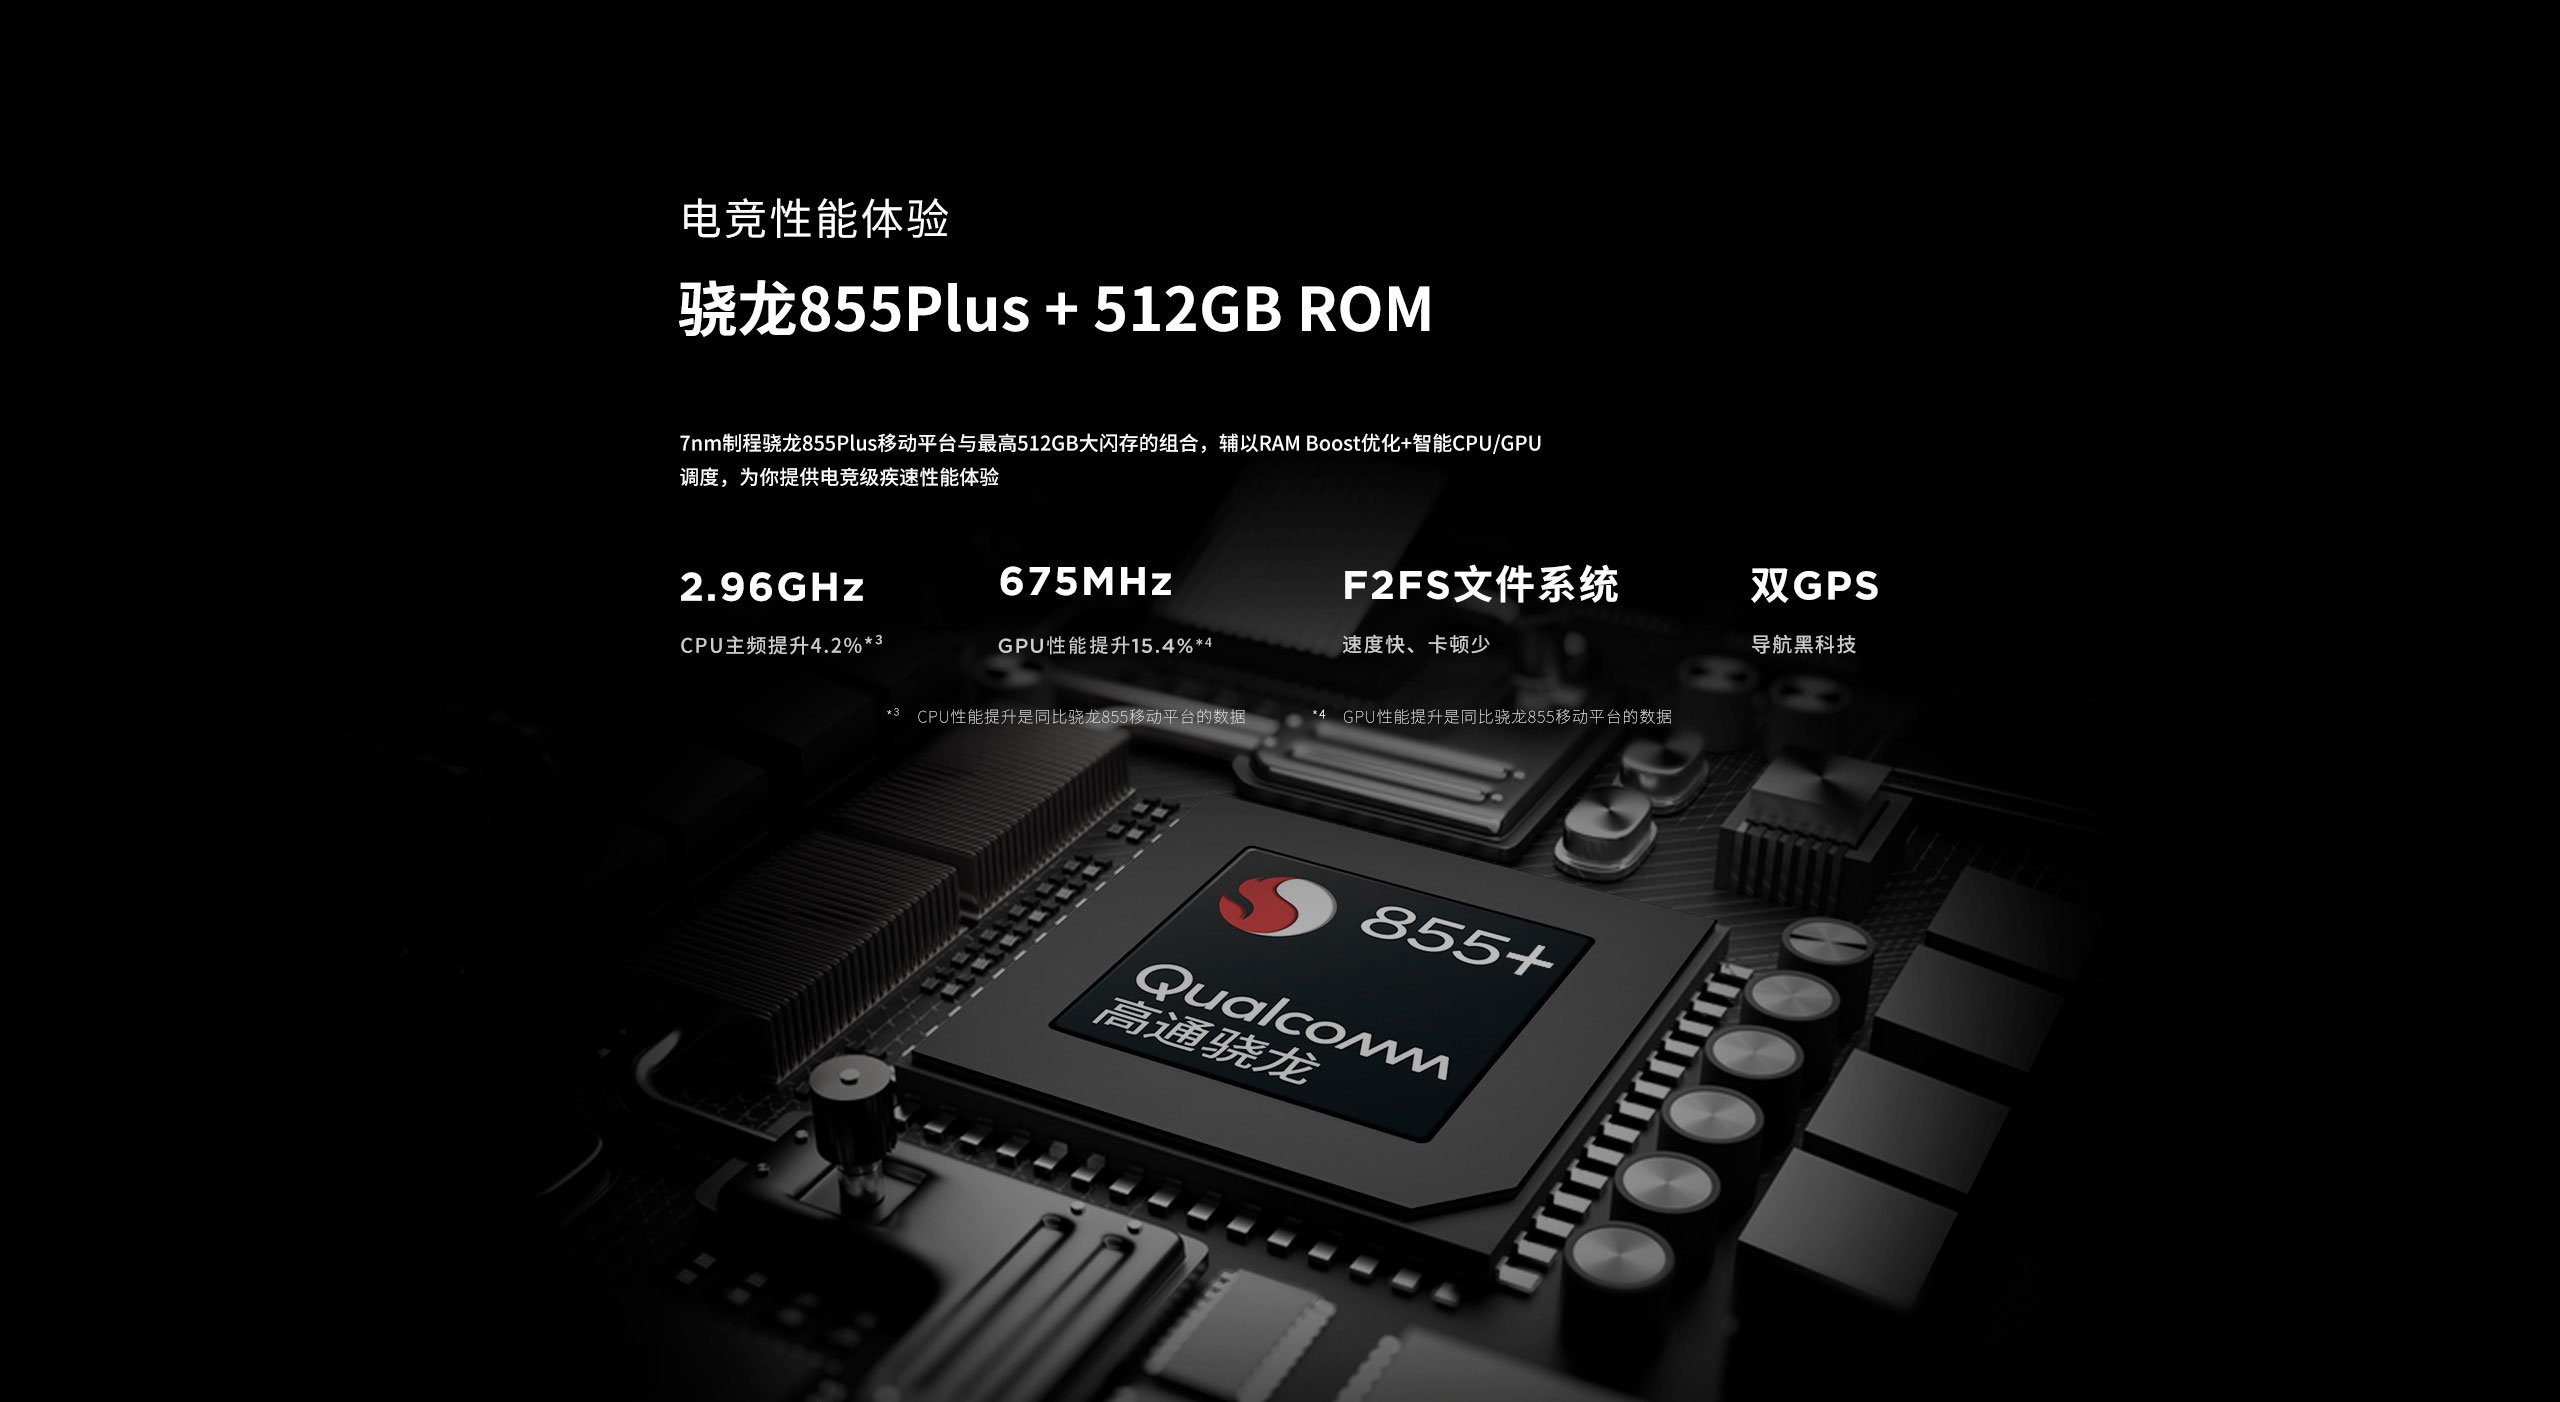 电竞性能体验
骁龙855Plus + 512GB ROM
7nm制程骁龙855Plus移动平台与最高512GB大闪存的组合，辅以RAM Boost优化+智能CPU/GPU
调度，为你提供电竞级疾速性能体验
2.96GHz
CPU主频提升4.2%*3
675MHz
GPU性能提升15.4%*4
F2FS文件系统
速度快、卡顿少
双GPS
导航黑科技
*3 CPU性能提升是同比骁龙855移动平台的数据
*4 GPU性能提升是同比骁龙855移动平台的数据
855+
Qualcomm
高通骁龙